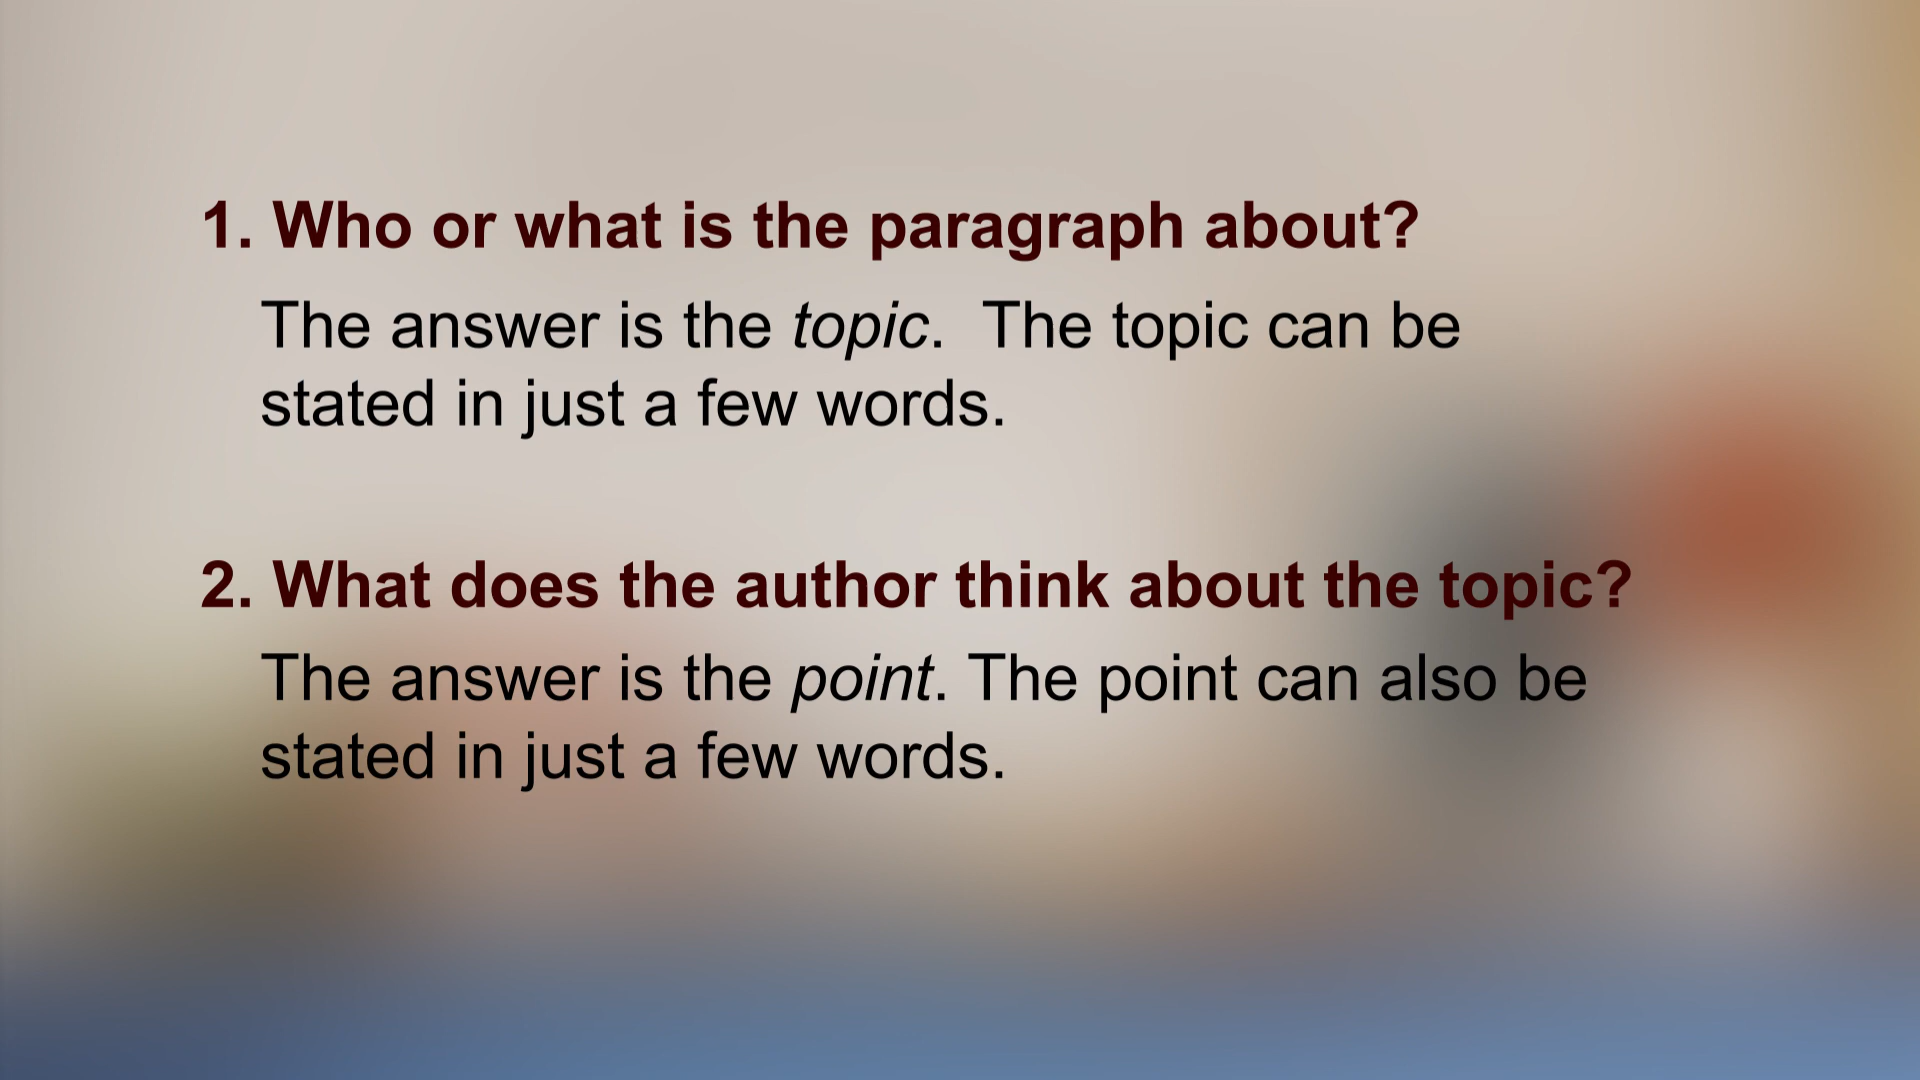 1. Who or what is the paragraph about?
The answer is the topic.  The topic can be
stated in just a few words.
2. What does the author think about the topic?
The answer is the point. The point can also be
stated in just a few words.